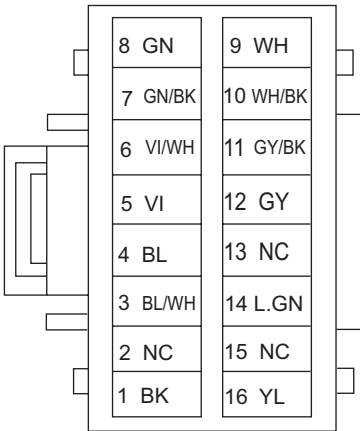 8 GN 9 WH
7 GN/BK 10 WH/BK
6 VI/WH 11 GY/BK
5 VI 12 GY
4 BL 13 NC
3 BL/WH 14 L.GN
2 NC 15 NC
1 BK 16 YL